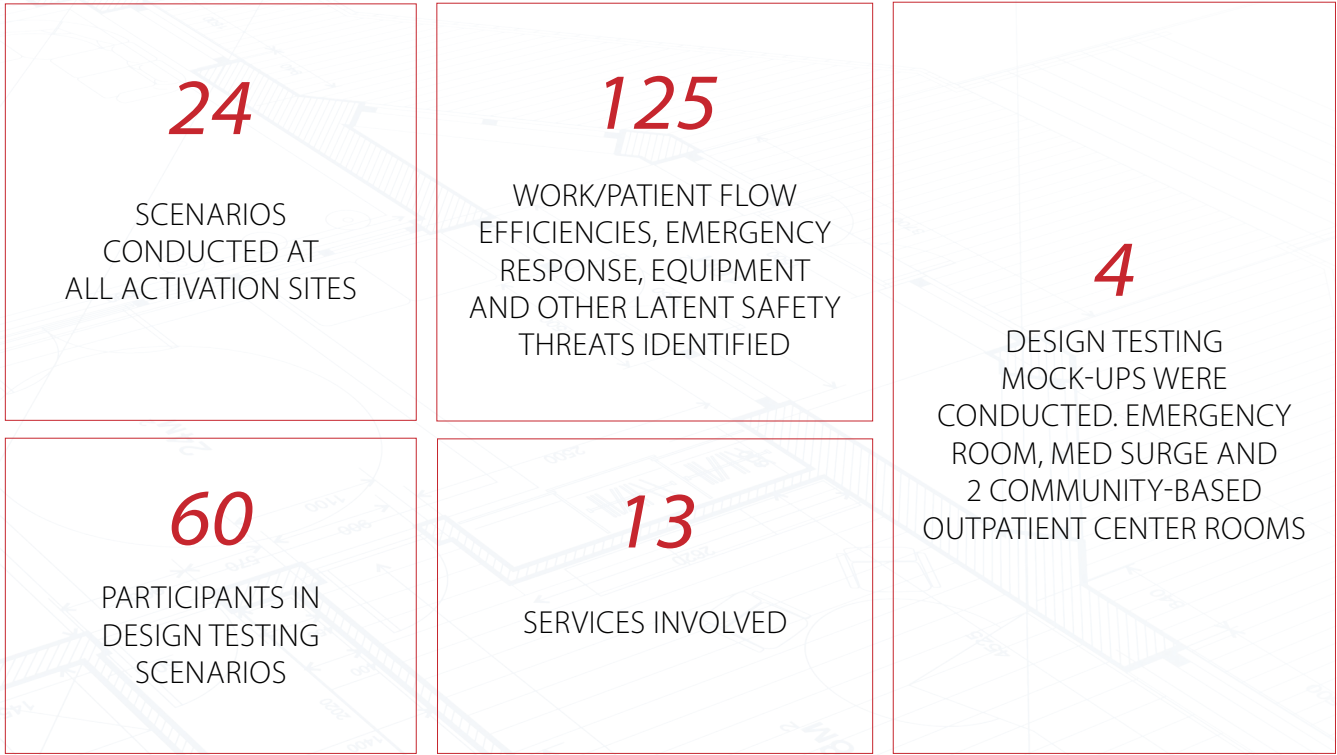 24
SCENARIOS
CONDUCTED AT
ALL ACTIVATION SITES
125
WORK/PATIENT FLOW
EFFICIENCIES, EMERGENCY
RESPONSE, EQUIPMENT
AND OTHER LATENT SAFETY
THREATS IDENTIFIED
60
PARTICIPANTS IN
DESIGN TESTING
SCENARIOS
13
SERVICES INVOLVED
4
DESIGN TESTING
MOCK-UPS WERE
CONDUCTED. EMERGENCY
ROOM, MED SURGE AND
2 COMMUNITY-BASED
OUTPATIENT CENTER ROOMS